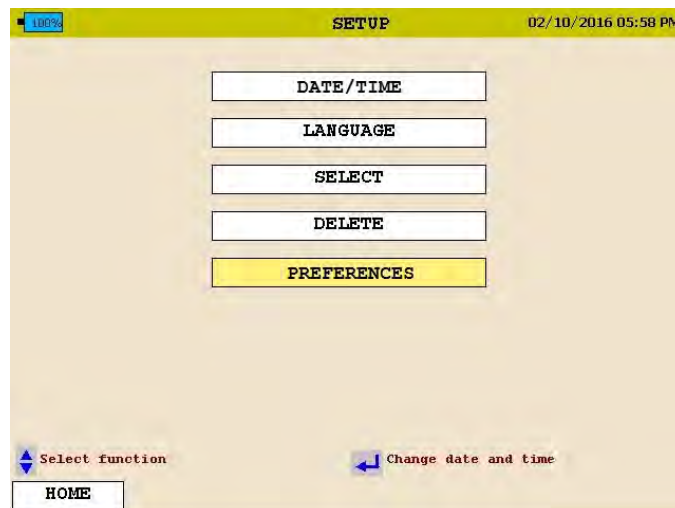 100% SETUP 02/10/2016 05:58 PM
DATE/TIME
LANGUAGE
SELECT
DELETE
PREFERENCES
Select function Change date and time
HOME